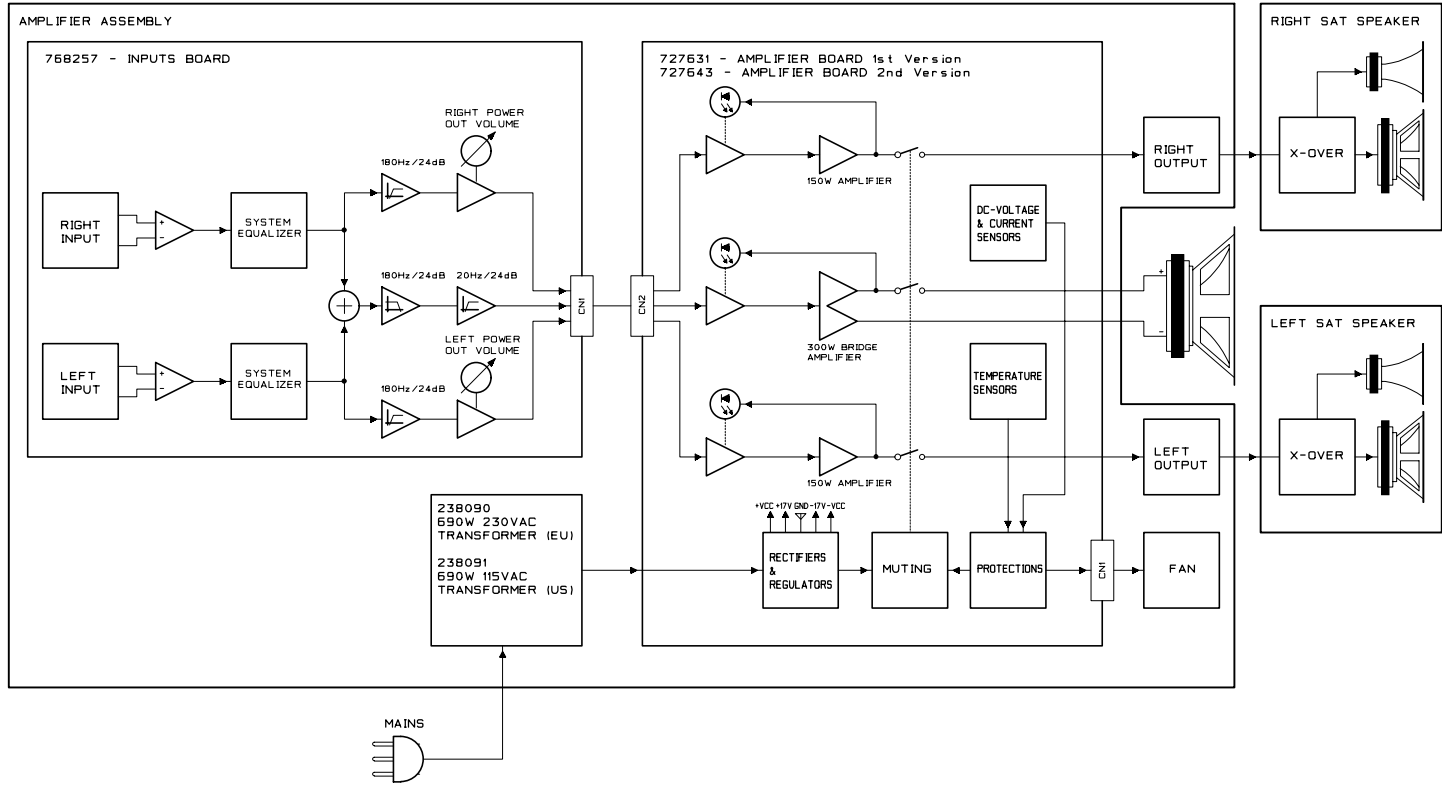 AMPLIFIER ASSEMBLY
768257 - INPUTS BOARD
RIGHT POWER
OUT VOLUME
180Hz/24dB
RIGHT
INPUT
+
-
SYSTEM
EQUALIZER
180Hz/24dB
20Hz/24dB
CN1
LEFT POWER
OUT VOLUME
LEFT
INPUT
+
-
SYSTEM
EQUALIZER
180Hz/24dB
727631 - AMPLIFIER BOARD 1st Version
727643 - AMPLIFIER BOARD 2nd Version
150W AMPLIFIER
CN2
300W BRIDGE
AMPLIFIER
150W AMPLIFIER
DC-VOLTAGE
& CURRENT
SENSORS
TEMPERATURE
SENSORS
+VCC +17V GND -17V -VCC
RECTIFIERS
&
REGULATORS
MUTING
PROTECTIONS
CN1
FAN
RIGHT
OUTPUT
+
-
LEFT
OUTPUT
RIGHT SAT SPEAKER
X-OVER
LEFT SAT SPEAKER
X-OVER
238090
690W 230VAC
TRANSFORMER (EU)
238091
690W 115VAC
TRANSFORMER (US)
MAINS